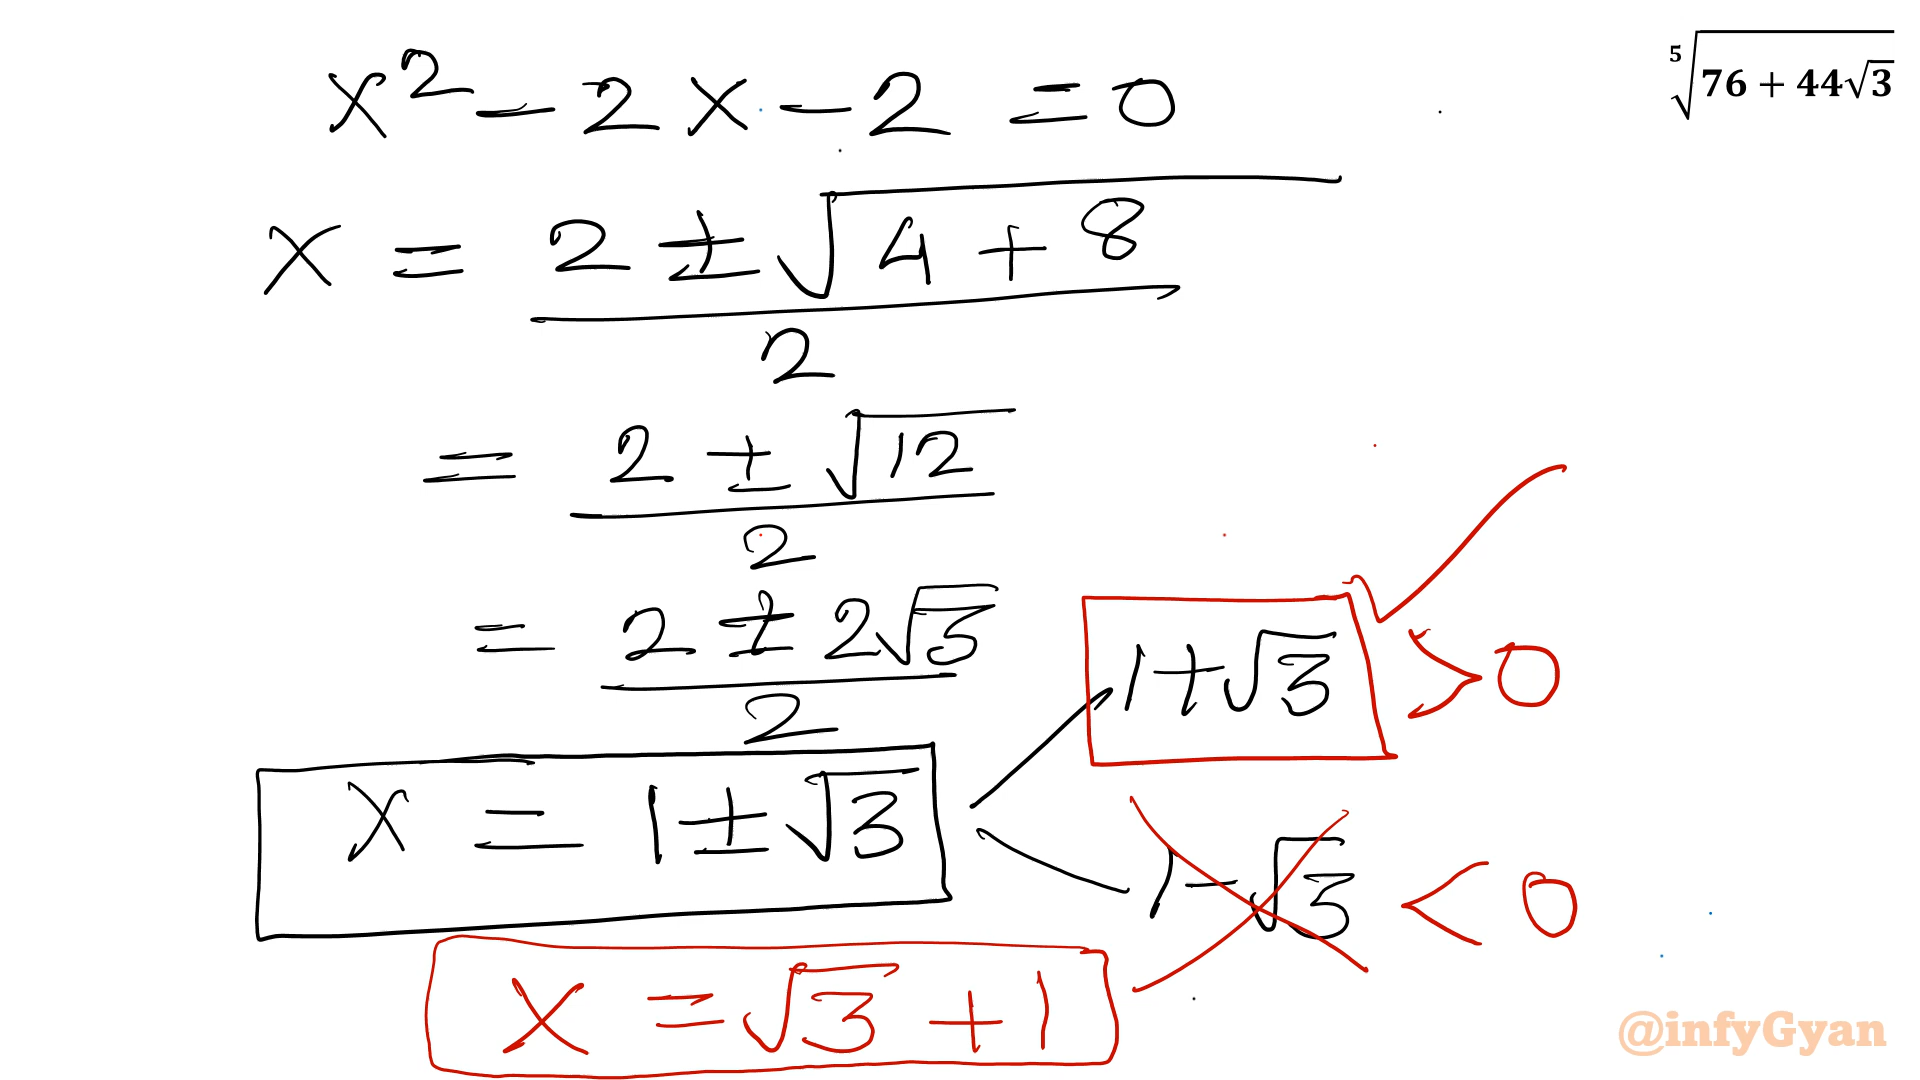 x² - 2x - 2 = 0
⁵√(76 + 44√3)
x = (2 ± √(4 + 8))/2
= (2 ± √12)/2
= (2 ± 2√3)/2
1 + √3 > 0
x = 1 ± √3
1 - √3 < 0
x = √3 + 1
@infyGyan